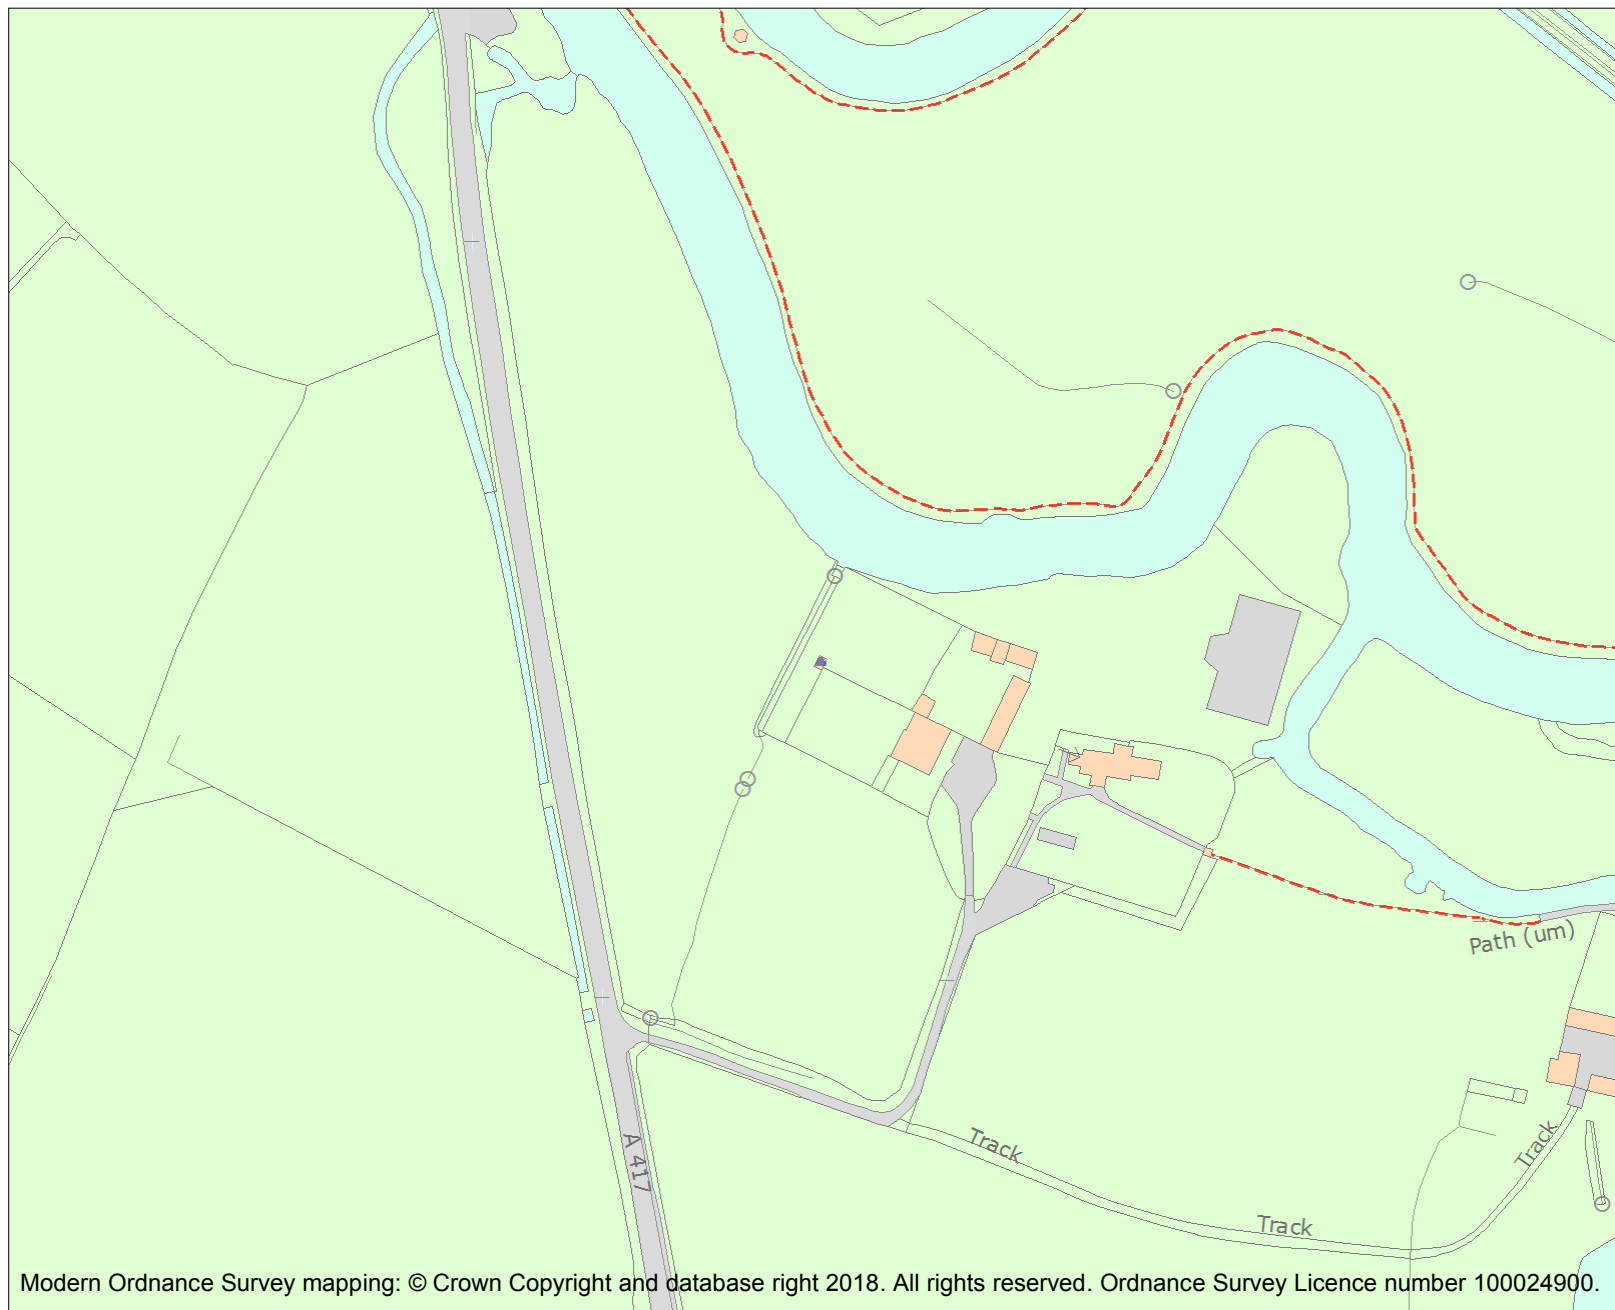 Path (um)
Track
Track
A 417
Track
Modern Ordnance Survey mapping: © Crown Copyright and database right 2018. All rights reserved. Ordnance Survey Licence number 100024900.